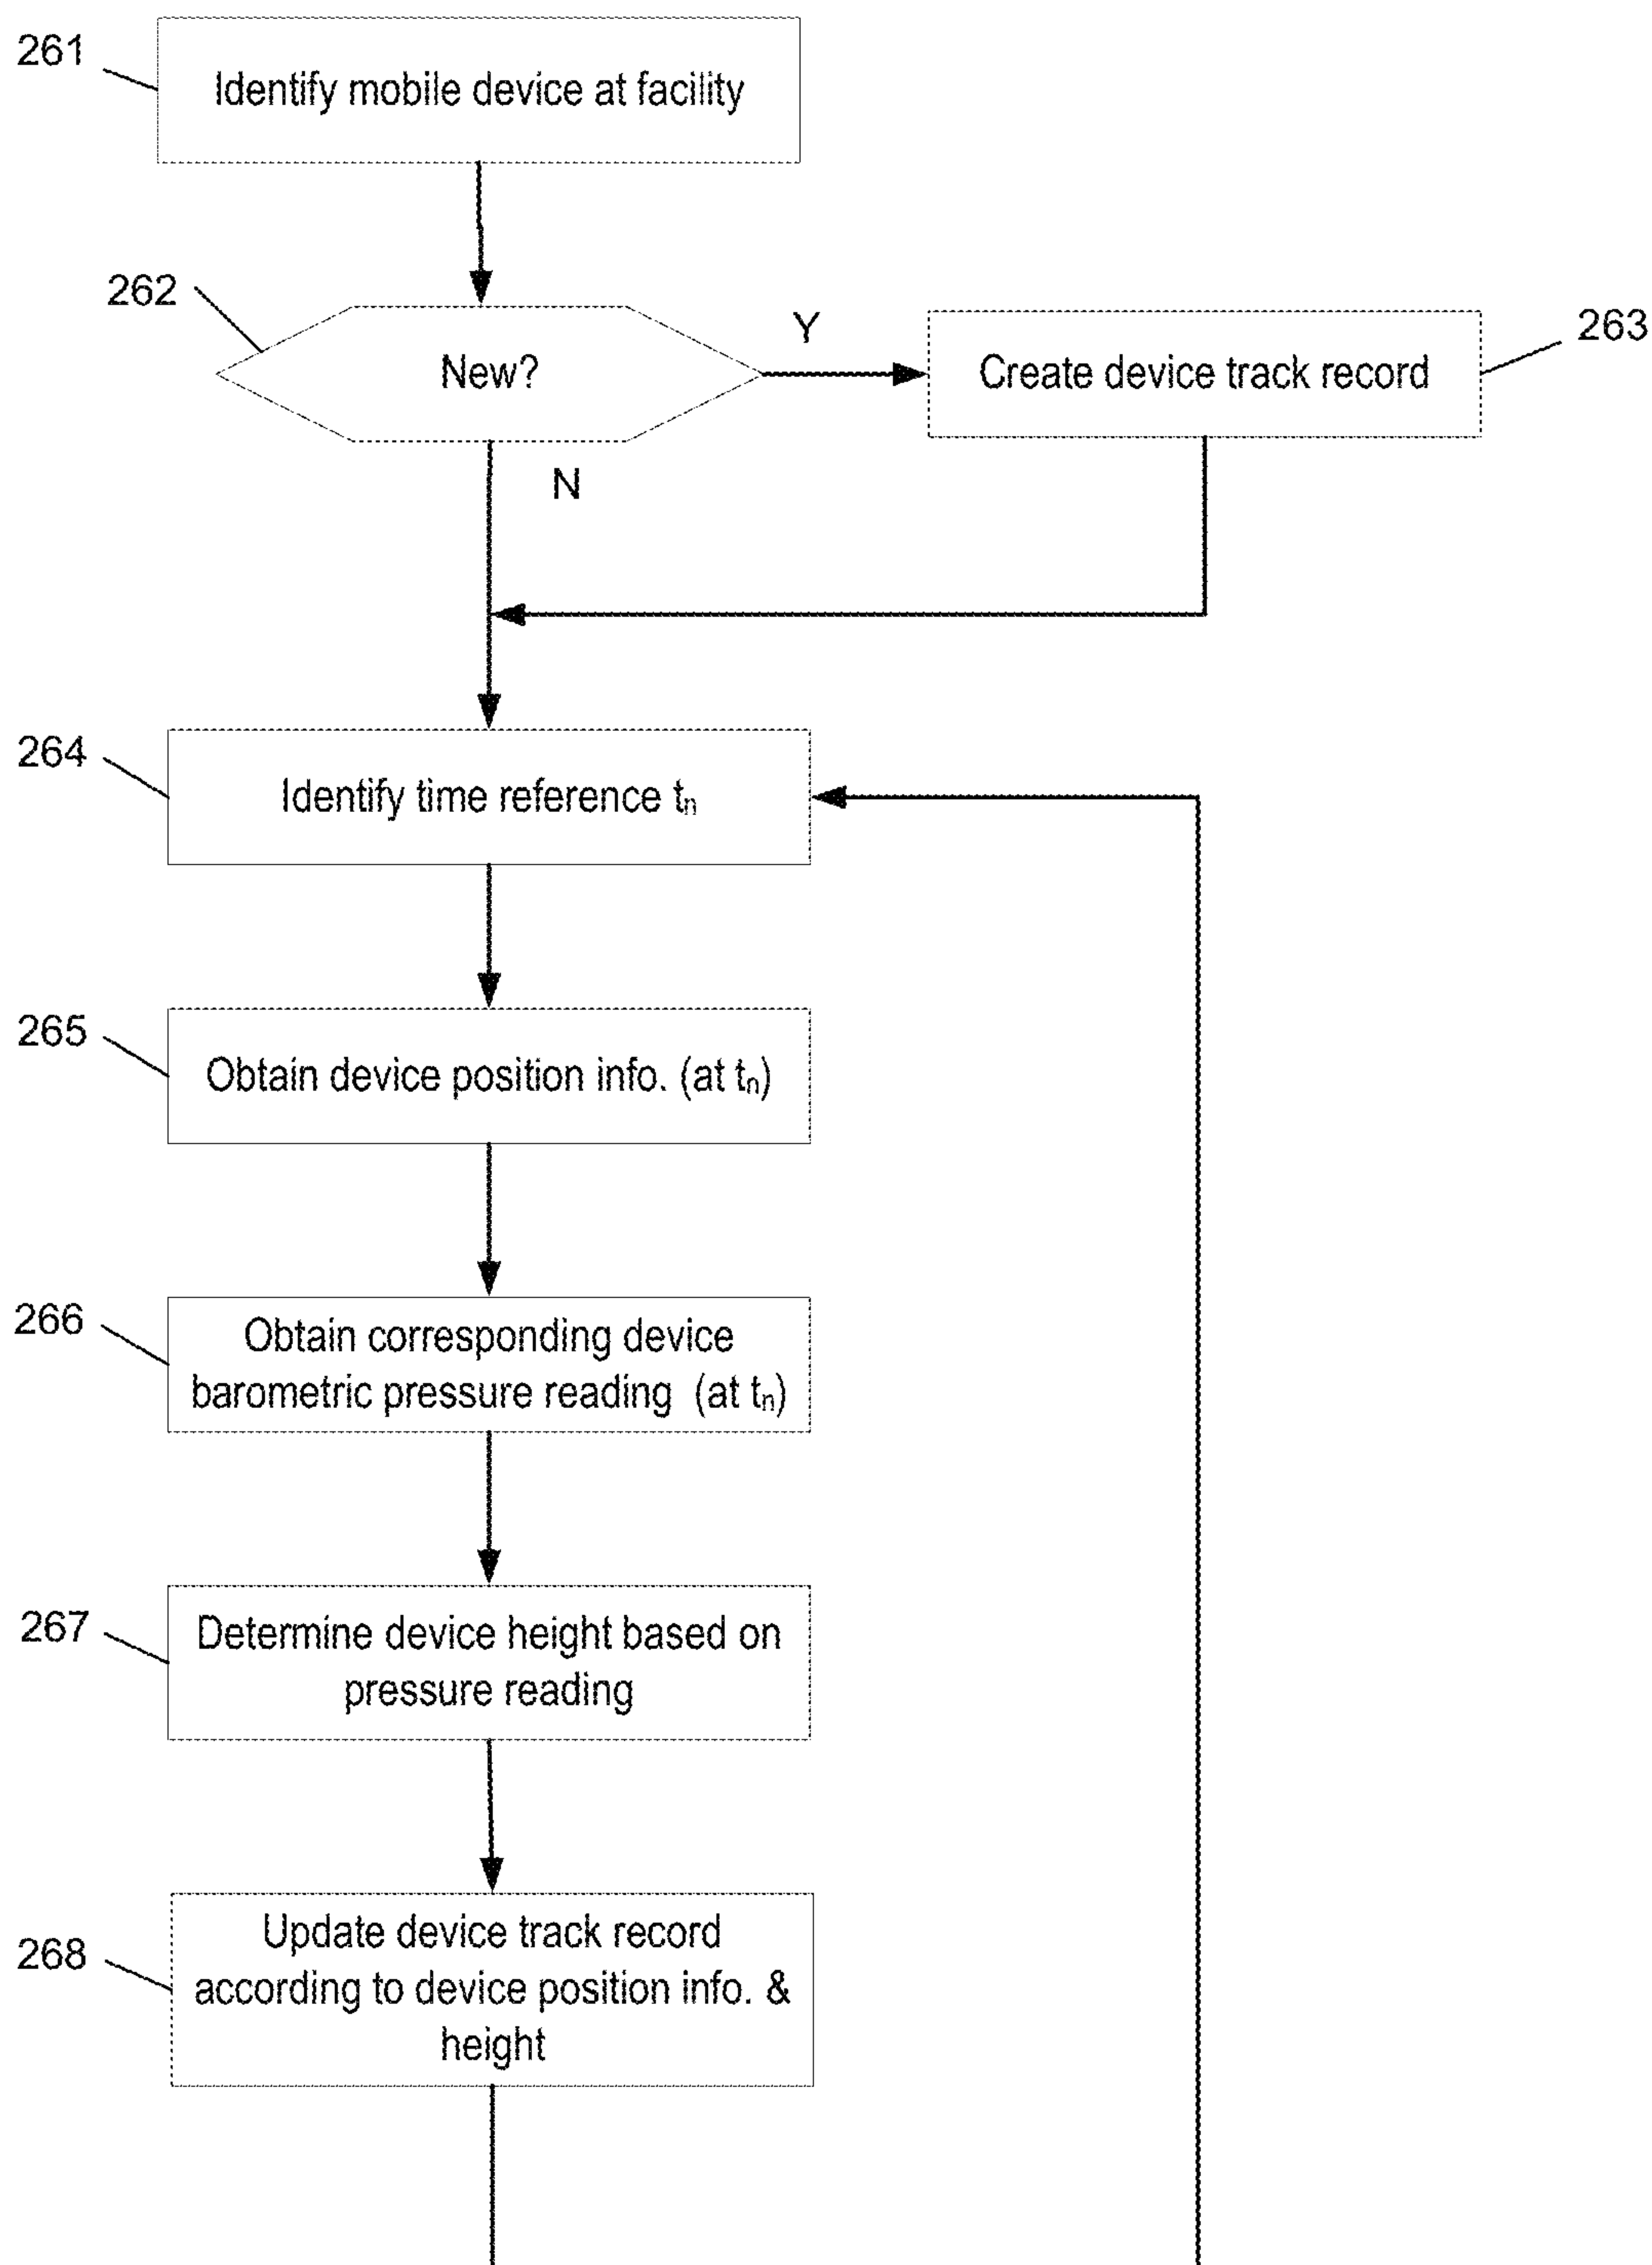 261
Identify mobile device at facility
262
New?
Y
Create device track record
263
N
264
Identify time reference tₙ
265
Obtain device position info. (at tₙ)
266
Obtain corresponding device
barometric pressure reading (at tₙ)
267
Determine device height based on
pressure reading
268
Update device track record
according to device position info. &
height